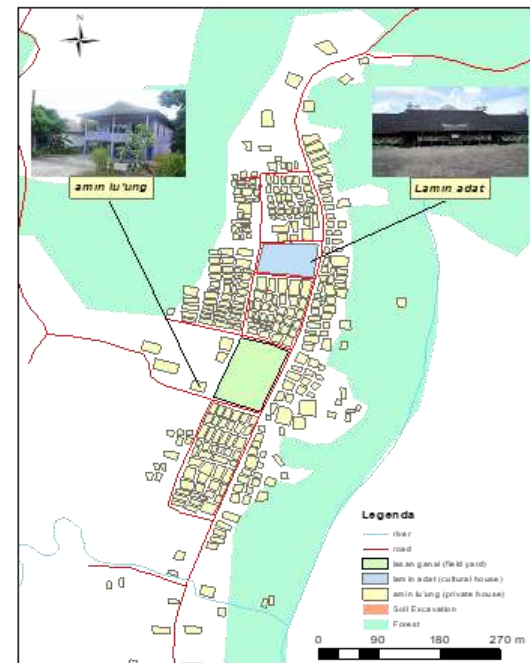 N
amin lu'ung
Lamin adat
Legenda
river
road
lasan ganal (field yard)
lamin adat (cultural house)
amin lu'ung (private house)
Soil Excavation
Forest
0 90 180 270 m